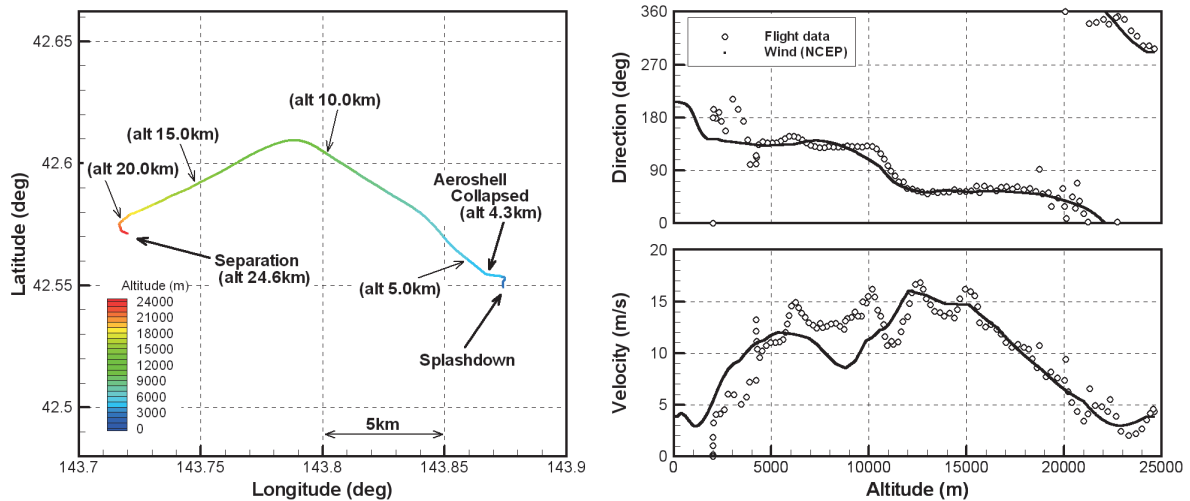 42.65
42.6
42.55
42.5
Latitude (deg)
(alt 10.0km)
(alt 15.0km)
(alt 20.0km)
Aeroshell
Collapsed
(alt 4.3km)
Separation
(alt 24.6km)
(alt 5.0km)
Splashdown
Altitude (m)
24000
21000
18000
15000
12000
9000
6000
3000
0
5km
143.7
143.75
143.8
143.85
143.9
Longitude (deg)
360
270
180
90
0
Direction (deg)
Flight data
Wind (NCEP)
20
15
10
5
0
Velocity (m/s)
0
5000
10000
15000
20000
25000
Altitude (m)